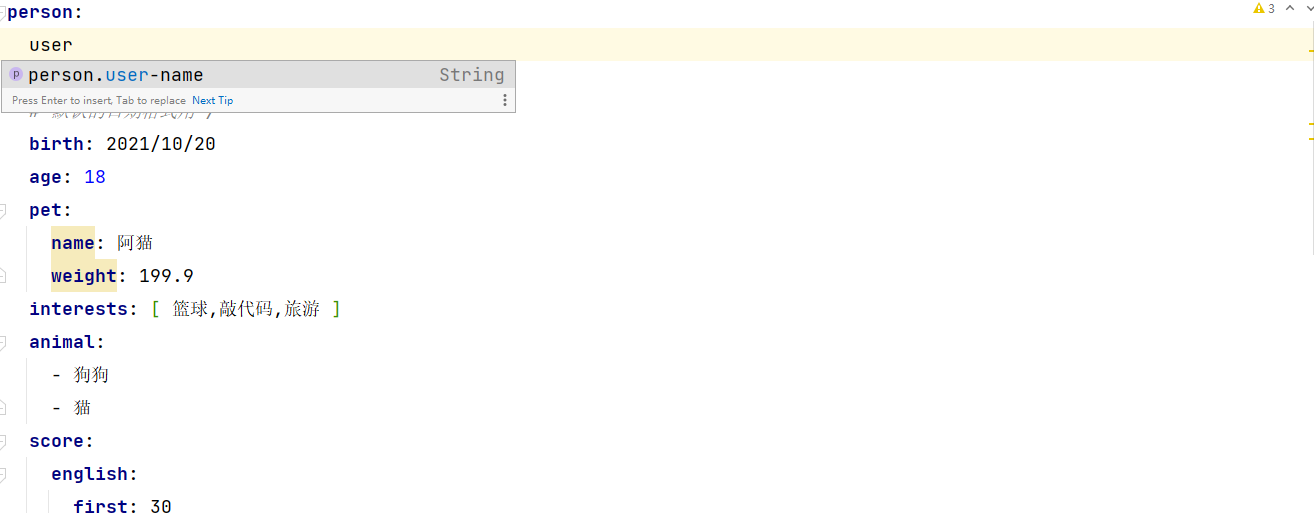 person:
3
user
person.user-name String
Press Enter to insert, Tab to replace Next Tip
birth: 2021/10/20
age: 18
pet:
name: 阿猫
weight: 199.9
interests: [ 篮球,敲代码,旅游 ]
animal:
- 狗狗
- 猫
score:
english:
first: 30